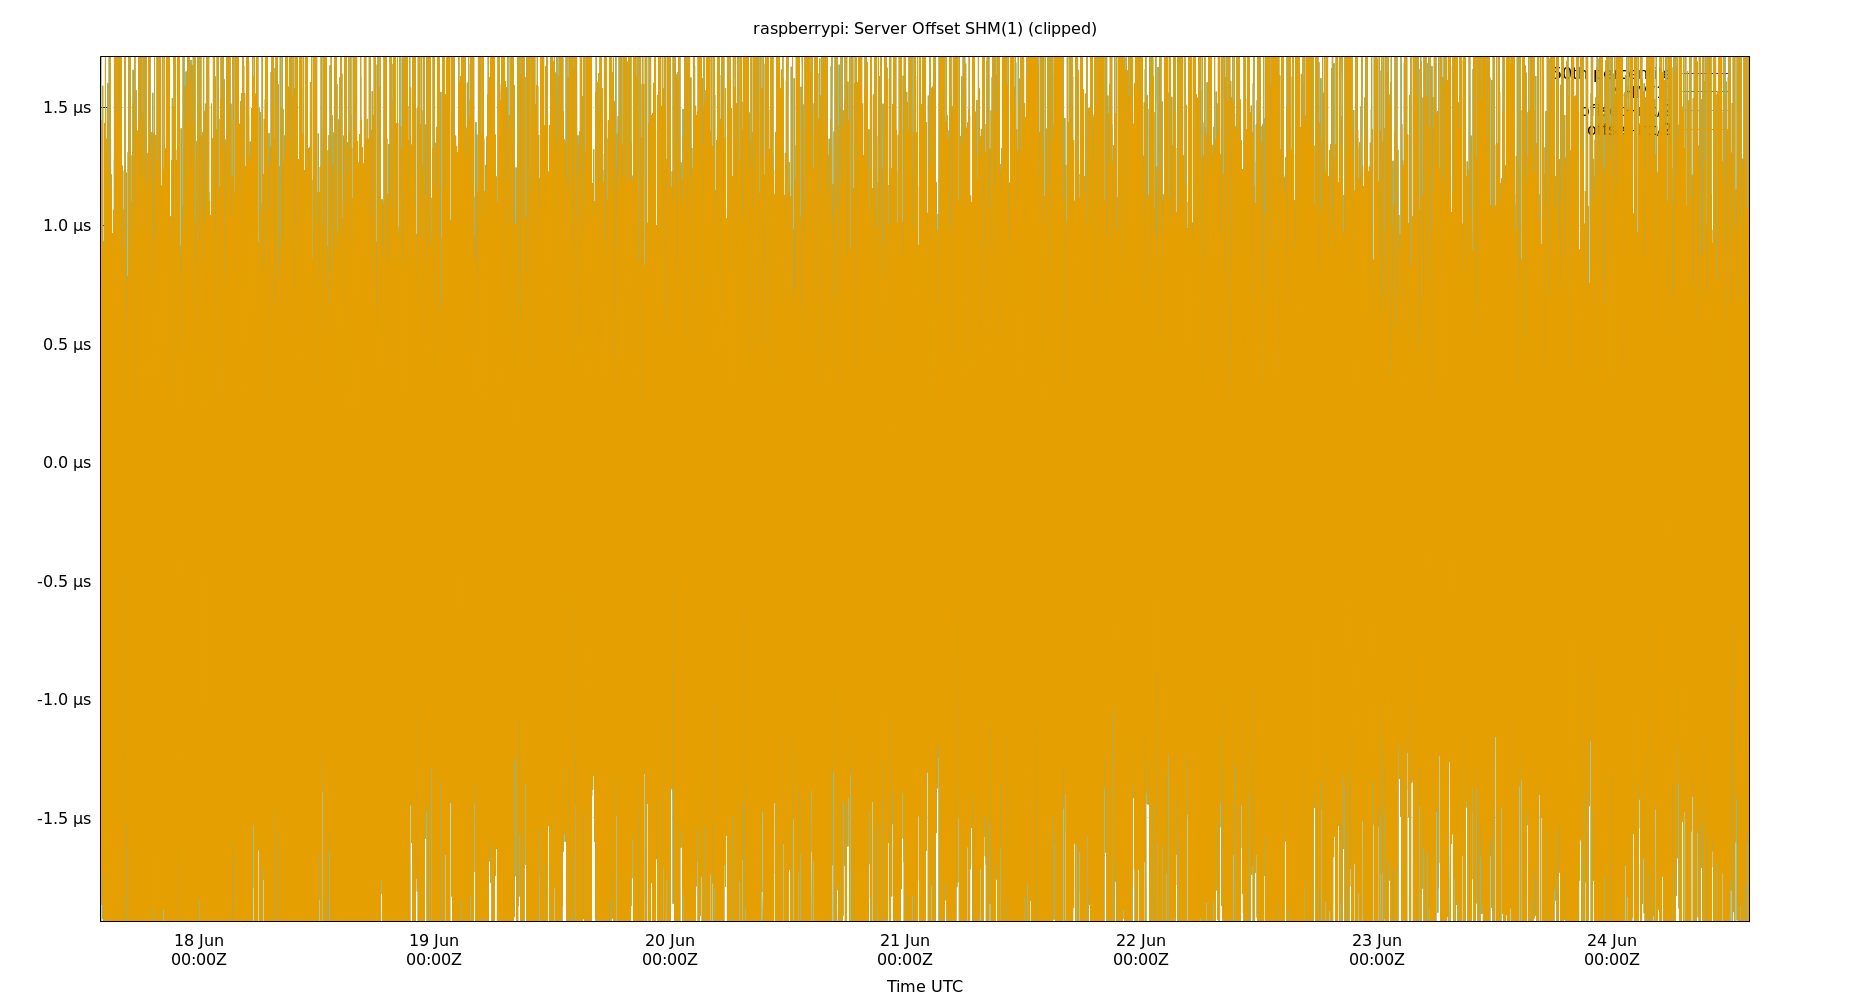 raspberrypi: Server Offset SHM(1) (clipped)
1.5 µs
1.0 µs
0.5 µs
0.0 µs
-0.5 µs
-1.0 µs
-1.5 µs
18 Jun 19 Jun 20 Jun 21 Jun 22 Jun 23 Jun 24 Jun
00:00Z 00:00Z 00:00Z 00:00Z 00:00Z 00:00Z 00:00Z
Time UTC